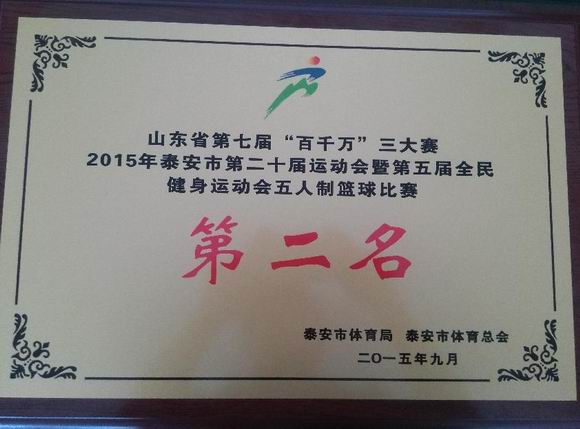 山东省第七届“百千万”三大赛
2015年泰安市第二十届运动会暨第五届全民
健身运动会五人制篮球比赛
第二名
泰安市体育局 泰安市体育总会
二〇一五年九月